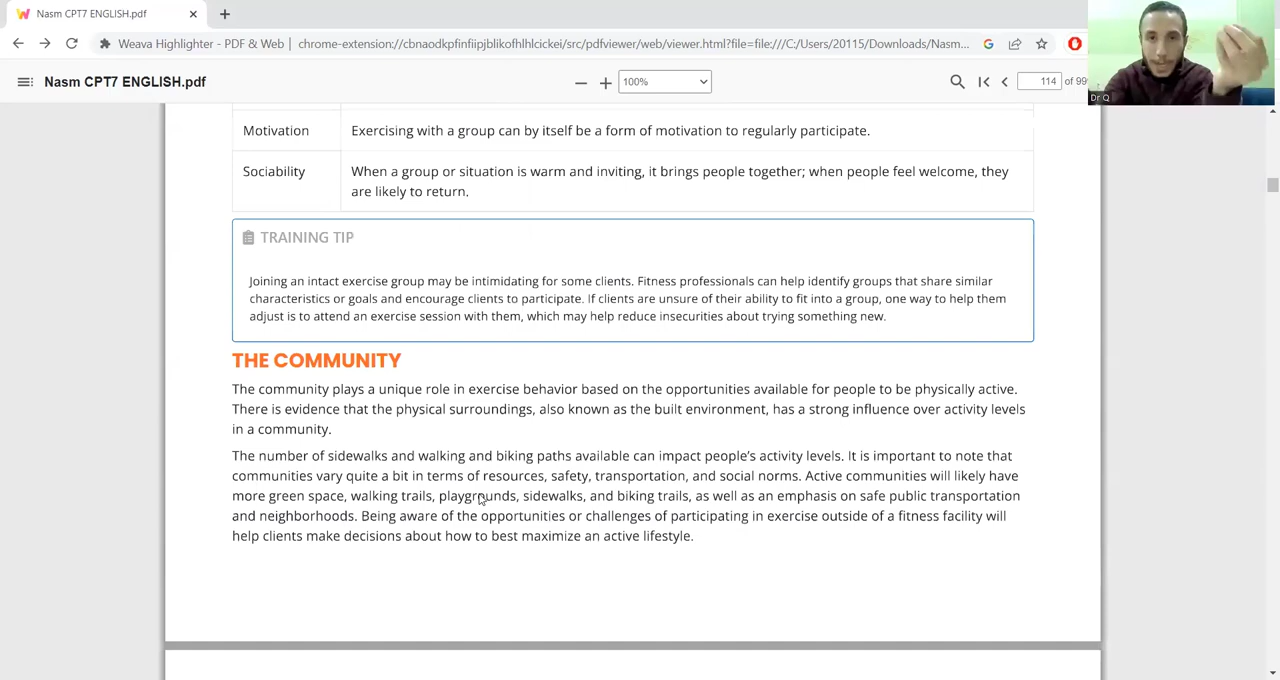 Nasm CPT7 ENGLISH.pdf
Weava Highlighter - PDF & Web | chrome-extension://cbnaodkpfinfiipjblikofhlhlcickei/src/pdfviewer/web/viewer.html?file=file:///C:/Users/20115/Downloads/Nasm...
Nasm CPT7 ENGLISH.pdf
100%
114 of 99
Dr Q
Motivation Exercising with a group can by itself be a form of motivation to regularly participate.
Sociability When a group or situation is warm and inviting, it brings people together; when people feel welcome, they
are likely to return.
TRAINING TIP
Joining an intact exercise group may be intimidating for some clients. Fitness professionals can help identify groups that share similar
characteristics or goals and encourage clients to participate. If clients are unsure of their ability to fit into a group, one way to help them
adjust is to attend an exercise session with them, which may help reduce insecurities about trying something new.
THE COMMUNITY
The community plays a unique role in exercise behavior based on the opportunities available for people to be physically active.
There is evidence that the physical surroundings, also known as the built environment, has a strong influence over activity levels
in a community.
The number of sidewalks and walking and biking paths available can impact people's activity levels. It is important to note that
communities vary quite a bit in terms of resources, safety, transportation, and social norms. Active communities will likely have
more green space, walking trails, playgrounds, sidewalks, and biking trails, as well as an emphasis on safe public transportation
and neighborhoods. Being aware of the opportunities or challenges of participating in exercise outside of a fitness facility will
help clients make decisions about how to best maximize an active lifestyle.